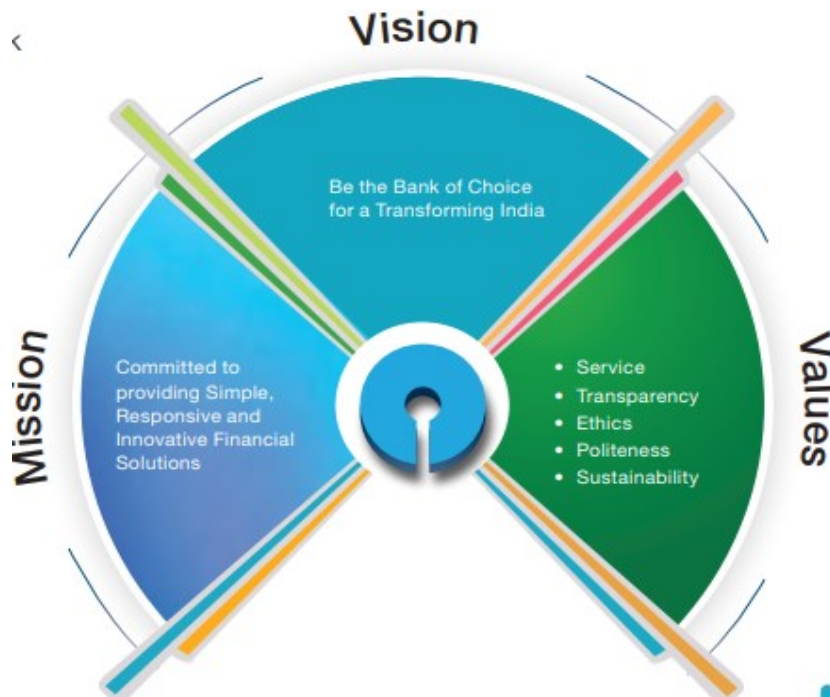 Vision
Be the Bank of Choice
for a Transforming India
Mission
Committed to
providing Simple,
Responsive and
Innovative Financial
Solutions
Values
• Service
• Transparency
• Ethics
• Politeness
• Sustainability